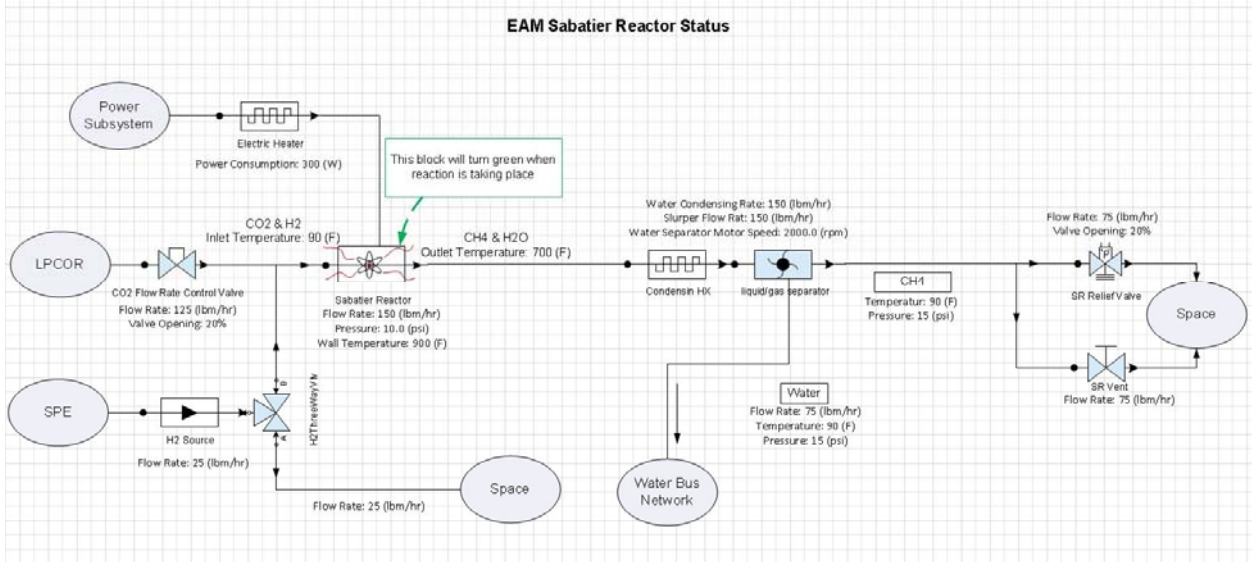 EAM Sabatier Reactor Status
Power
Subsystem
Electric Heater
Power Consumption: 300 (W)
This block will turn green when
reaction is taking place
CO2 & H2
Inlet Temperature: 90 (F)
CH4 & H2O
Outlet Temperature: 700 (F)
Water Condensing Rate: 150 (lbm/hr)
Slurper Flow Rat: 150 (lbm/hr)
Water Separator Motor Speed: 2000.0 (rpm)
Flow Rate: 75 (lbm/hr)
Valve Opening: 20%
LPCOR
CO2 Flow Rate Control Valve
Flow Rate: 125 (lbm/hr)
Valve Opening: 20%
Sabatier Reactor
Flow Rate: 150 (lbm/hr)
Pressure: 10.0 (psi)
Wall Temperature: 900 (F)
Condensin HX
liquid/gas separator
CH4
Temperatur: 90 (F)
Pressure: 15 (psi)
SR Relief Valve
Space
SR Vent
Flow Rate: 75 (lbm/hr)
SPE
H2 Source
Flow Rate: 25 (lbm/hr)
B
A
H2ThreeWayVlv
Flow Rate: 25 (lbm/hr)
Space
Water
Flow Rate: 75 (lbm/hr)
Temperature: 90 (F)
Pressure: 15 (psi)
Water Bus
Network